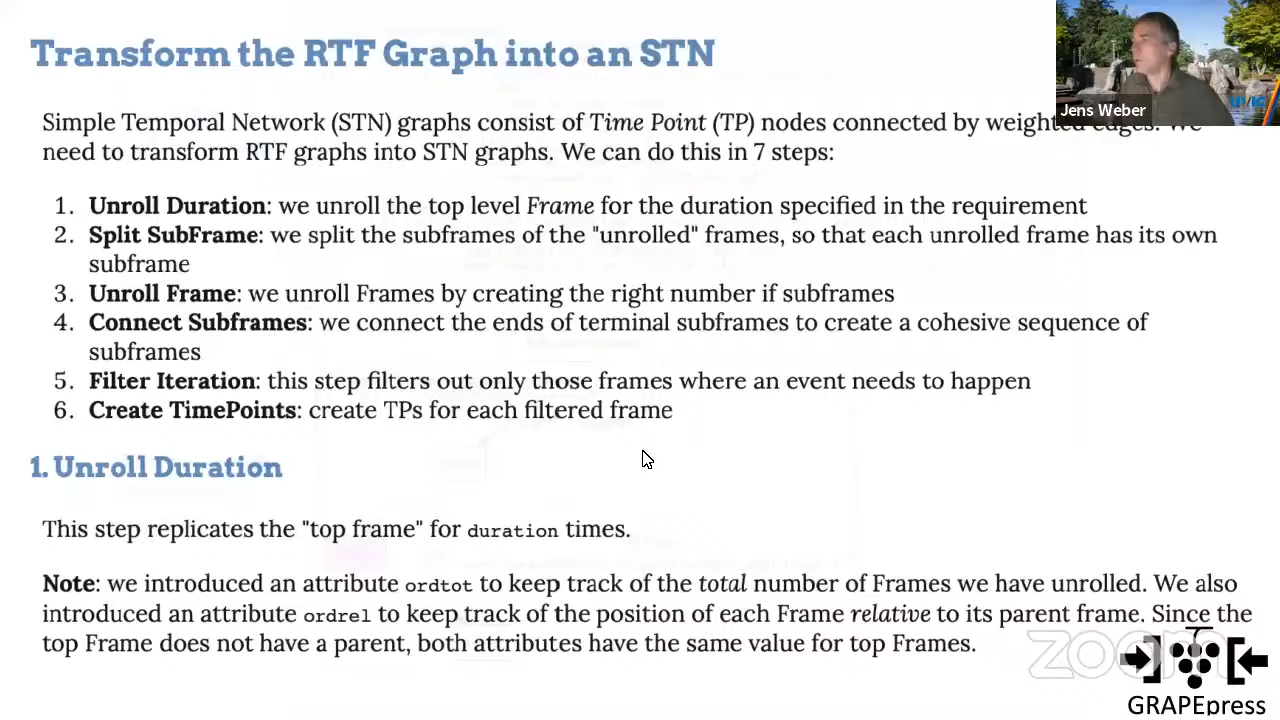 Transform the RTF Graph into an STN
Jens Weber
Simple Temporal Network (STN) graphs consist of Time Point (TP) nodes connected by weighted edges. We
need to transform RTF graphs into STN graphs. We can do this in 7 steps:
1. Unroll Duration: we unroll the top level Frame for the duration specified in the requirement
2. Split SubFrame: we split the subframes of the "unrolled" frames, so that each unrolled frame has its own
subframe
3. Unroll Frame: we unroll Frames by creating the right number if subframes
4. Connect Subframes: we connect the ends of terminal subframes to create a cohesive sequence of
subframes
5. Filter Iteration: this step filters out only those frames where an event needs to happen
6. Create TimePoints: create TPs for each filtered frame
1. Unroll Duration
This step replicates the "top frame" for duration times.
Note: we introduced an attribute ordtot to keep track of the total number of Frames we have unrolled. We also
introduced an attribute ordrel to keep track of the position of each Frame relative to its parent frame. Since the
top Frame does not have a parent, both attributes have the same value for top Frames.
zoom
GRAPEpress